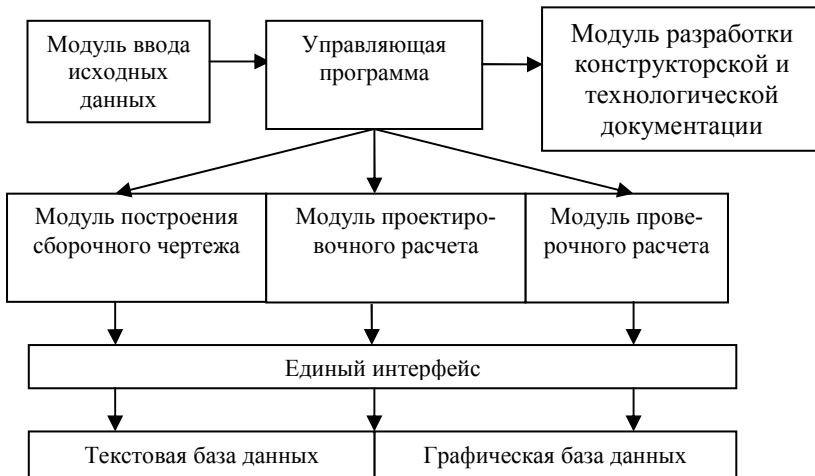 Модуль ввода
исходных
данных
Управляющая
программа
Модуль разработки
конструкторской и
технологической
документации
Модуль построения
сборочного чертежа
Модуль проектиро-
вочного расчета
Модуль прове-
рочного расчета
Единый интерфейс
Текстовая база данных
Графическая база данных